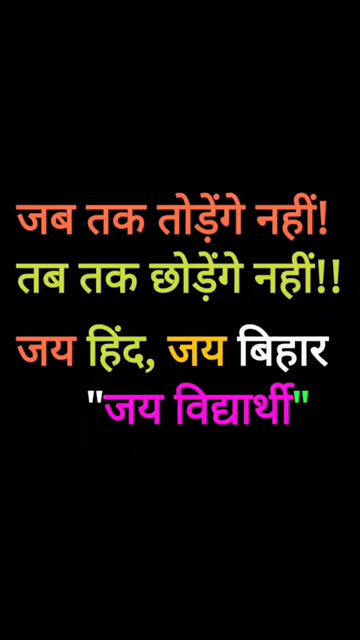 जब तक तोड़ेंगे नहीं!
तब तक छोड़ेंगे नहीं!!
जय हिंद, जय बिहार
"जय विद्यार्थी"